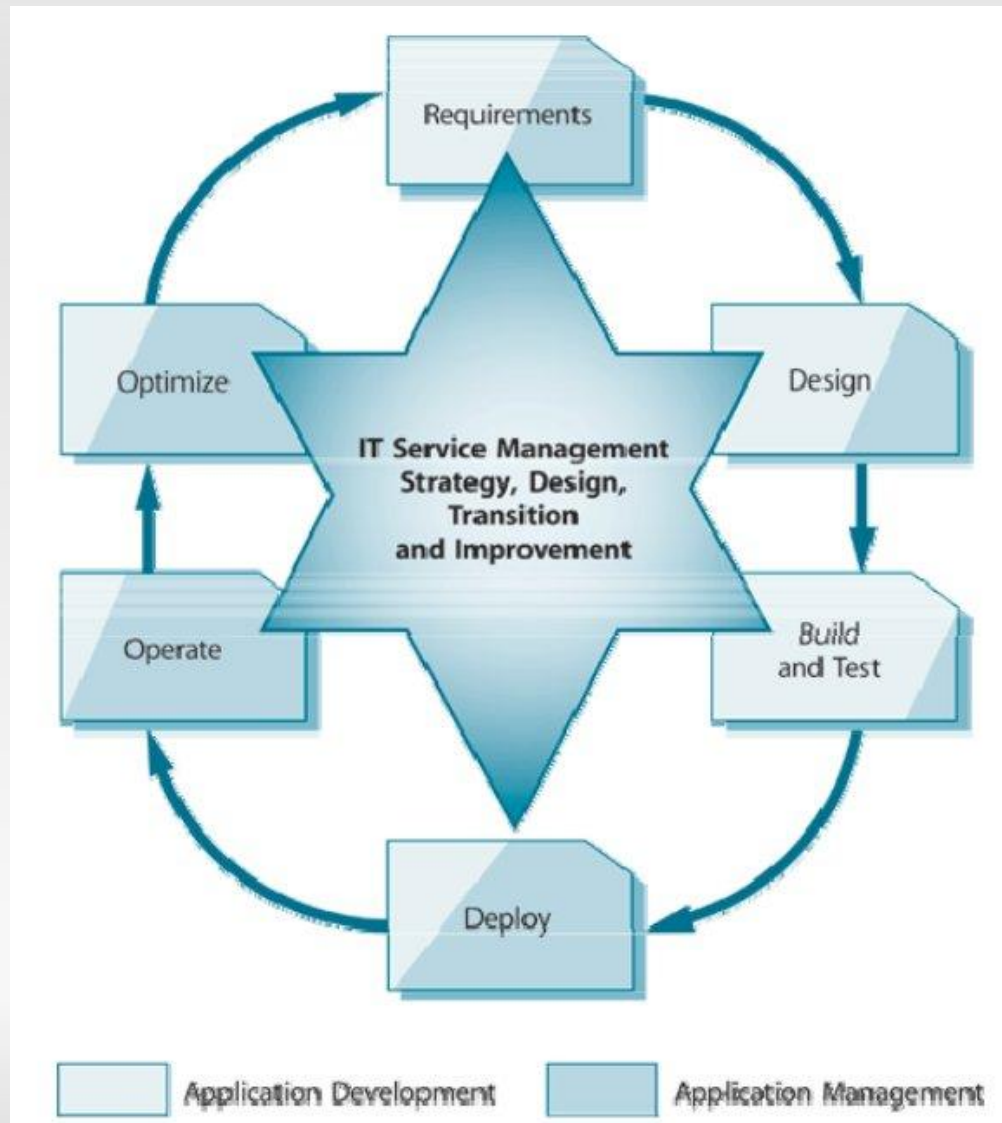 Requirements
Optimize
Design
IT Service Management
Strategy, Design,
Transition
and Improvement
Operate
Build
and Test
Deploy
Application Development
Application Management